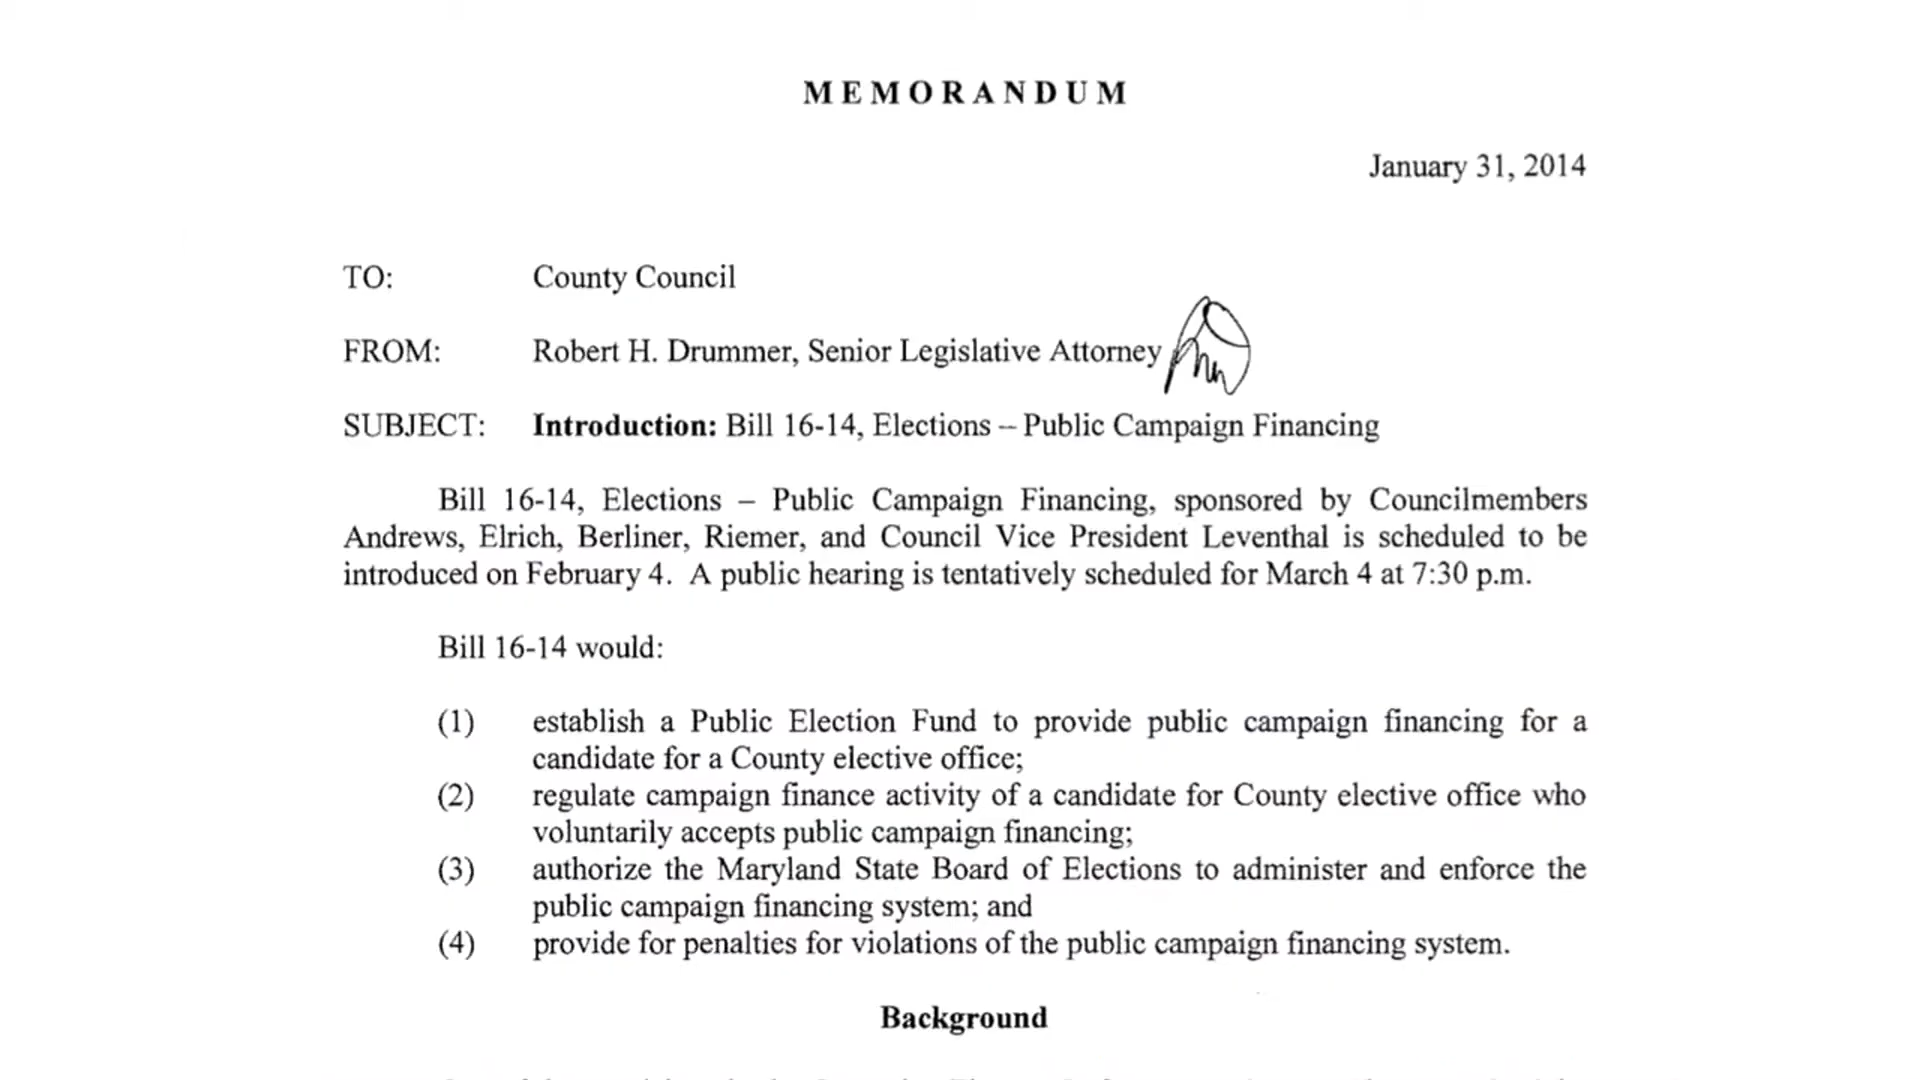 MEMORANDUM
January 31, 2014
TO: County Council
FROM: Robert H. Drummer, Senior Legislative Attorney
SUBJECT: Introduction: Bill 16-14, Elections – Public Campaign Financing
Bill 16-14, Elections – Public Campaign Financing, sponsored by Councilmembers
Andrews, Elrich, Berliner, Riemer, and Council Vice President Leventhal is scheduled to be
introduced on February 4. A public hearing is tentatively scheduled for March 4 at 7:30 p.m.
Bill 16-14 would:
(1) establish a Public Election Fund to provide public campaign financing for a
candidate for a County elective office;
(2) regulate campaign finance activity of a candidate for County elective office who
voluntarily accepts public campaign financing;
(3) authorize the Maryland State Board of Elections to administer and enforce the
public campaign financing system; and
(4) provide for penalties for violations of the public campaign financing system.
Background